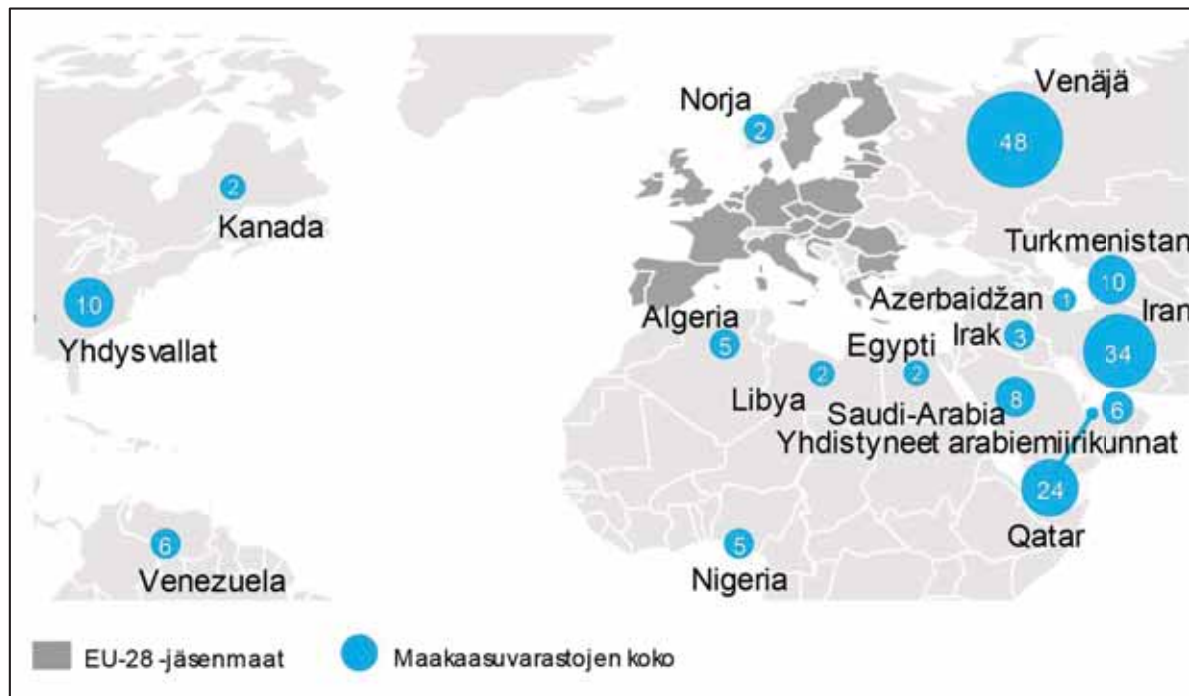 Norja
2
Venäjä
48
2
Kanada
Turkmenistan
10
10
Yhdysvallat
Azerbaidžan
1
Iran
34
Algeria
5
Egypti
2
Irak
3
Libya
2
Saudi-Arabia
8
6
Yhdistyneet arabiemiirikunnat
24
Qatar
6
Venezuela
5
Nigeria
EU-28 -jäsenmaat
Maakaasuvarastojen koko